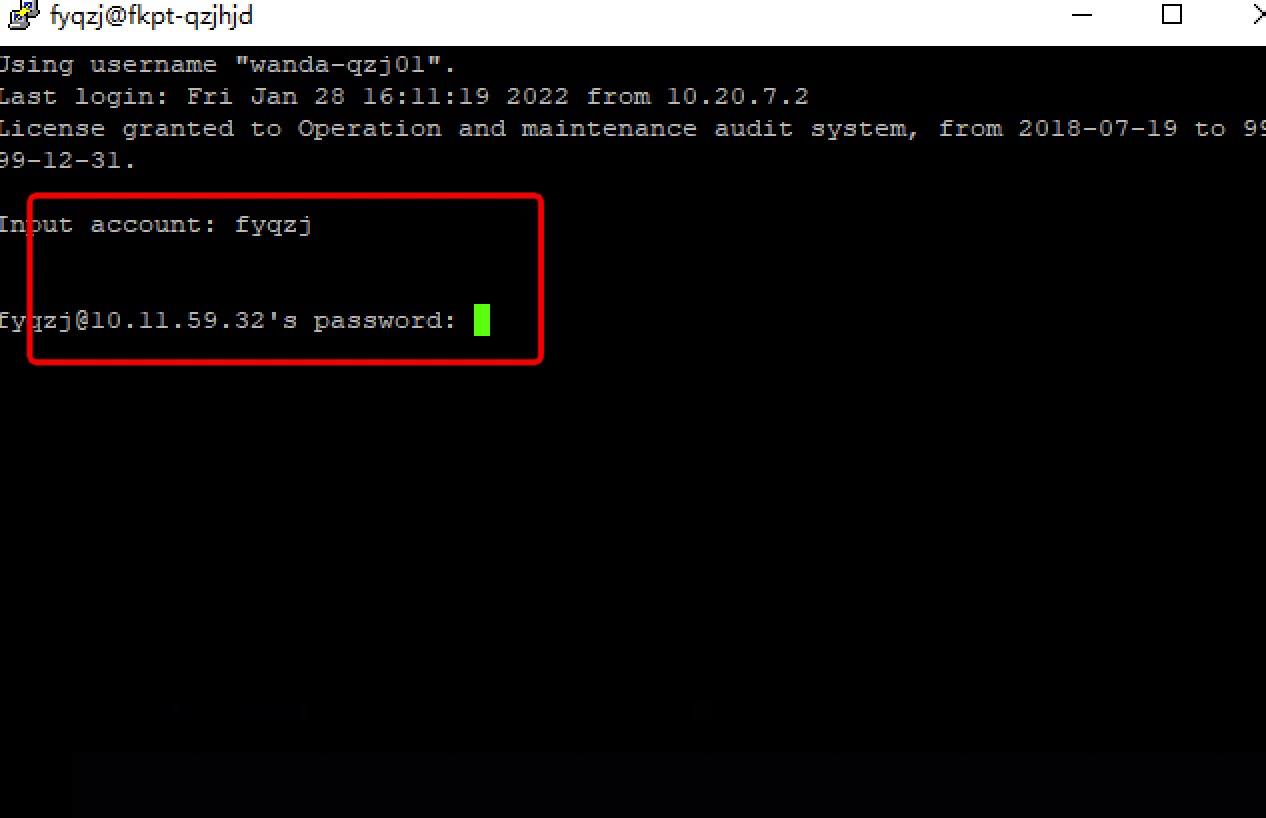 fyqzj@fkpt-qzjhjd
Using username "wanda-qzj01".
Last login: Fri Jan 28 16:11:19 2022 from 10.20.7.2
License granted to Operation and maintenance audit system, from 2018-07-19 to 99
99-12-31.
Input account: fyqzj
fyqzj@10.11.59.32's password: